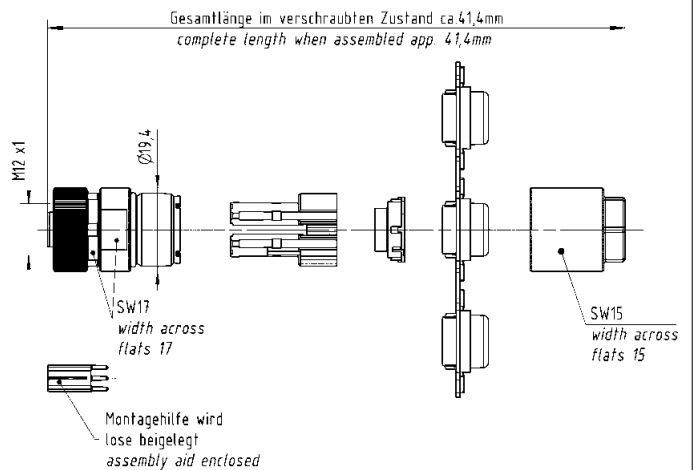 Gesamtlänge im verschraubten Zustand ca.41,4mm
complete length when assembled app. 41,4mm
M12 x1
Ø19,4
SW17
width across
flats 17
SW15
width across
flats 15
Montagehilfe wird
lose beigelegt
assembly aid enclosed